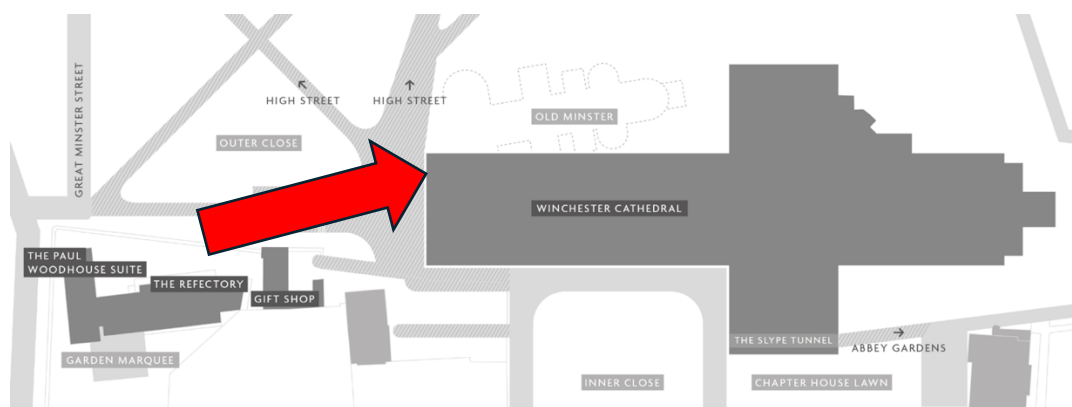 GREAT MINSTER STREET
HIGH STREET
HIGH STREET
OLD MINSTER
OUTER CLOSE
WINCHESTER CATHEDRAL
THE PAUL
WOODHOUSE SUITE
THE REFECTORY
GIFT SHOP
GARDEN MARQUEE
THE SLYPE TUNNEL
ABBEY GARDENS
INNER CLOSE
CHAPTER HOUSE LAWN